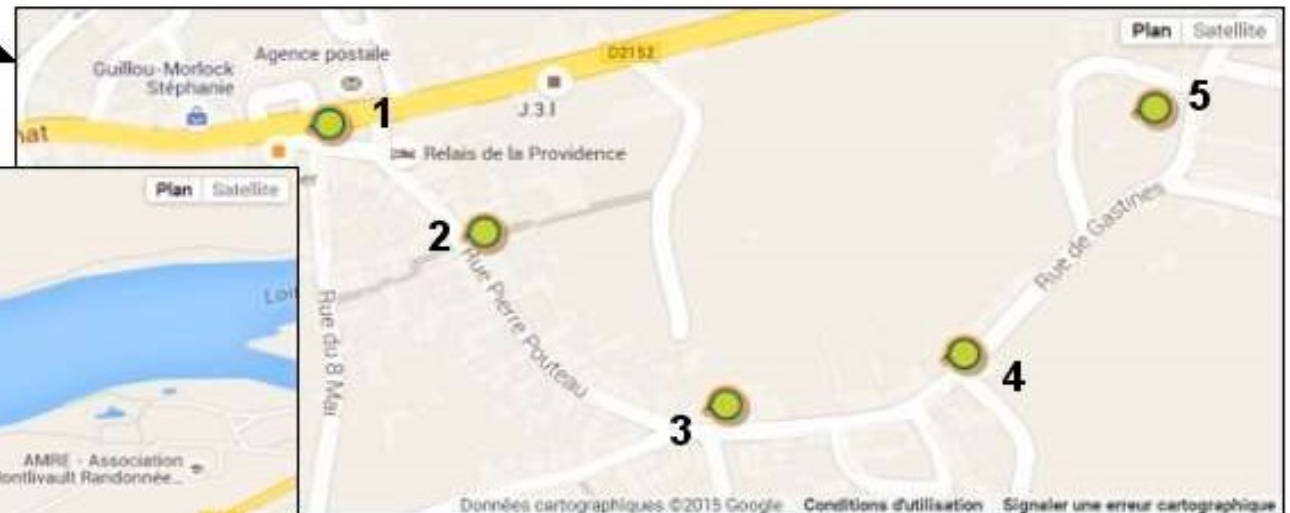 Plan Satellite
D2152
Agence postale
Guillou-Morlock
Stéphanie
1
5
J.3.I
Relais de la Providence
2
Rue Pierre Pouteau
Rue du 8 Mai
Rue de Gastines
3
4
Données cartographiques ©2015 Google Conditions d'utilisation Signaler une erreur cartographique
Plan Satellite
AMRE - Association